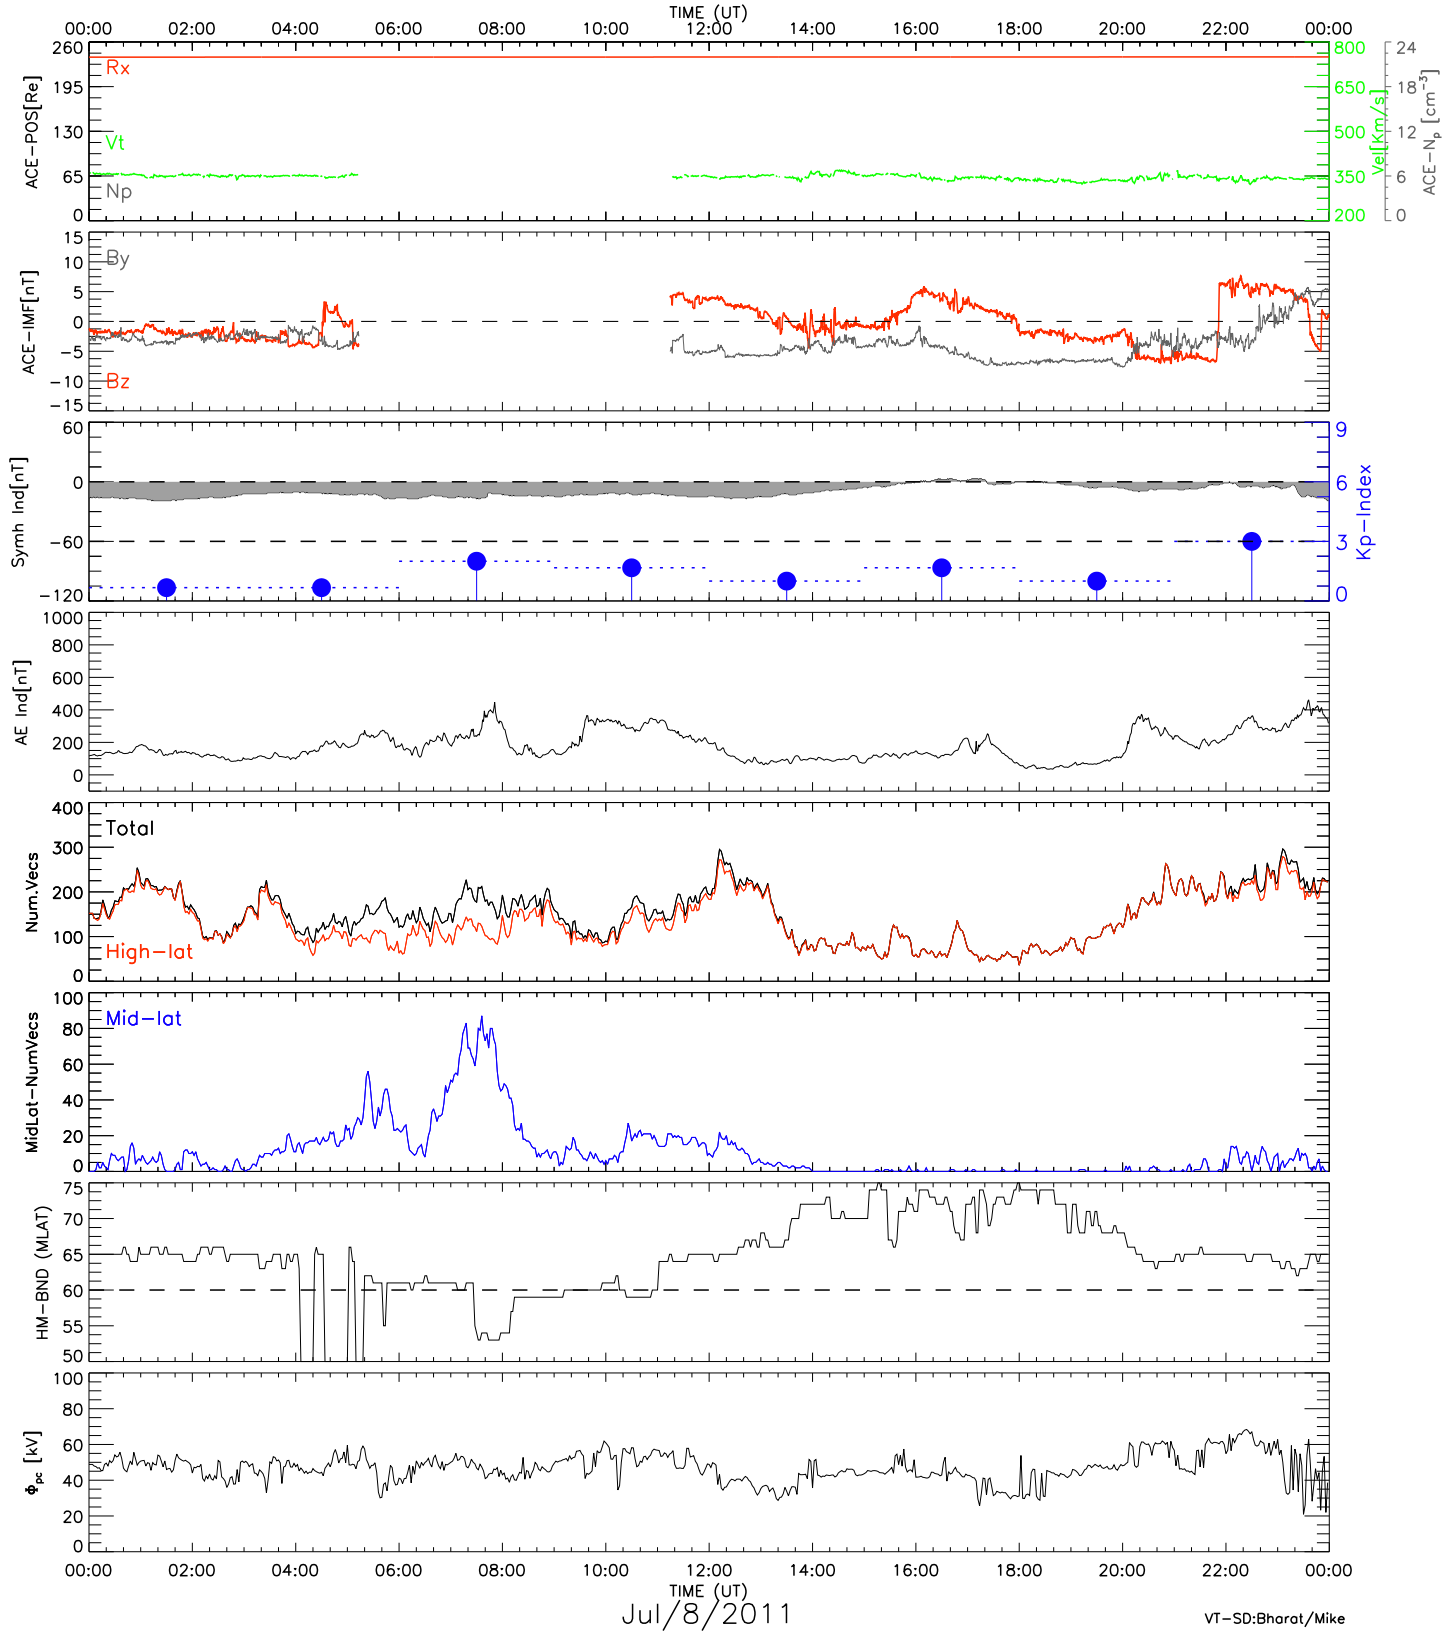 TIME (UT)
00:00 02:00 04:00 06:00 08:00 10:00 12:00 14:00 16:00 18:00 20:00 22:00 00:00
ACE-POS[Re]
260
195
130
65
0
Rx
Vt
Np
800
650
500
350
200
Vel[Km/s]
24
18
12
6
0
ACE-Np [cm-3]
ACE-IMF[nT]
15
10
5
0
-5
-10
-15
By
Bz
Symh Ind[nT]
60
0
-60
-120
9
6
3
0
Kp-Index
AE Ind[nT]
1000
800
600
400
200
0
Num.Vecs
400
300
200
100
0
Total
High-lat
MidLat-NumVecs
100
80
60
40
20
0
Mid-lat
HM-BND (MLAT)
75
70
65
60
55
50
Φpc [kV]
100
80
60
40
20
0
00:00 02:00 04:00 06:00 08:00 10:00 12:00 14:00 16:00 18:00 20:00 22:00 00:00
TIME (UT)
Jul/8/2011
VT-SD:Bharat/Mike